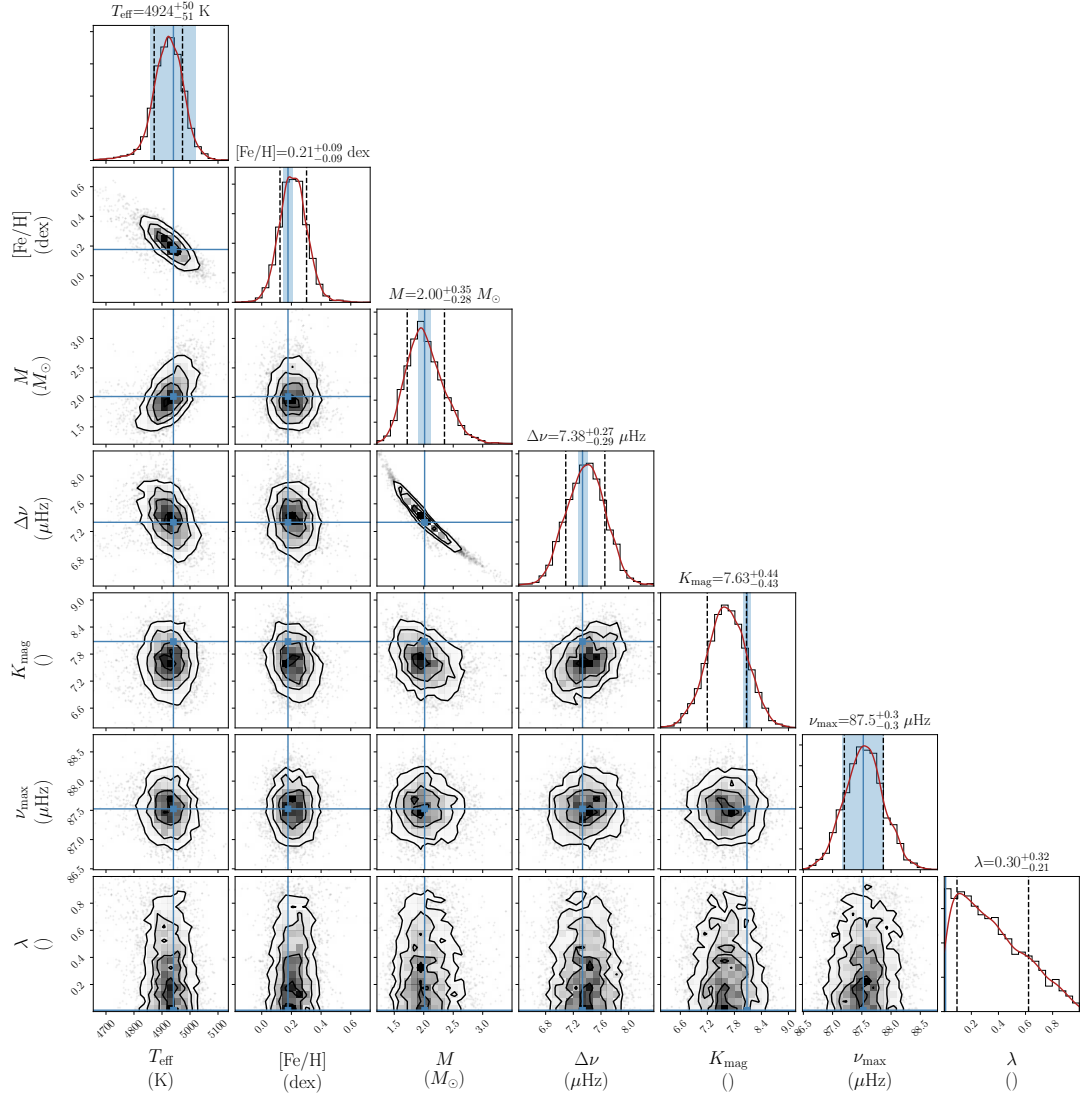 T_eff=4924^{+50}_{-51} K
[Fe/H]=0.21^{+0.09}_{-0.09} dex
[Fe/H]
(dex)
0.6
0.4
0.2
0.0
M=2.00^{+0.35}_{-0.28} M_⊙
M
(M_⊙)
3.0
2.5
2.0
1.5
Δν=7.38^{+0.27}_{-0.29} μHz
Δν
(μHz)
8.0
7.6
7.2
6.8
K_mag=7.63^{+0.44}_{-0.43}
K_mag
()
9.0
8.4
7.8
7.2
6.6
ν_max=87.5^{+0.3}_{-0.3} μHz
ν_max
(μHz)
88.5
88.0
87.5
87.0
86.5
λ=0.30^{+0.32}_{-0.21}
λ
()
0.8
0.6
0.4
0.2
4700 4800 4900 5000 5100
0.0 0.2 0.4 0.6
1.5 2.0 2.5 3.0
6.8 7.2 7.6 8.0
6.6 7.2 7.8 8.4 9.0
86.5 87.0 87.5 88.0 88.5
0.2 0.4 0.6 0.8
T_eff [Fe/H] M Δν K_mag ν_max λ
(K) (dex) (M_⊙) (μHz) () (μHz) ()